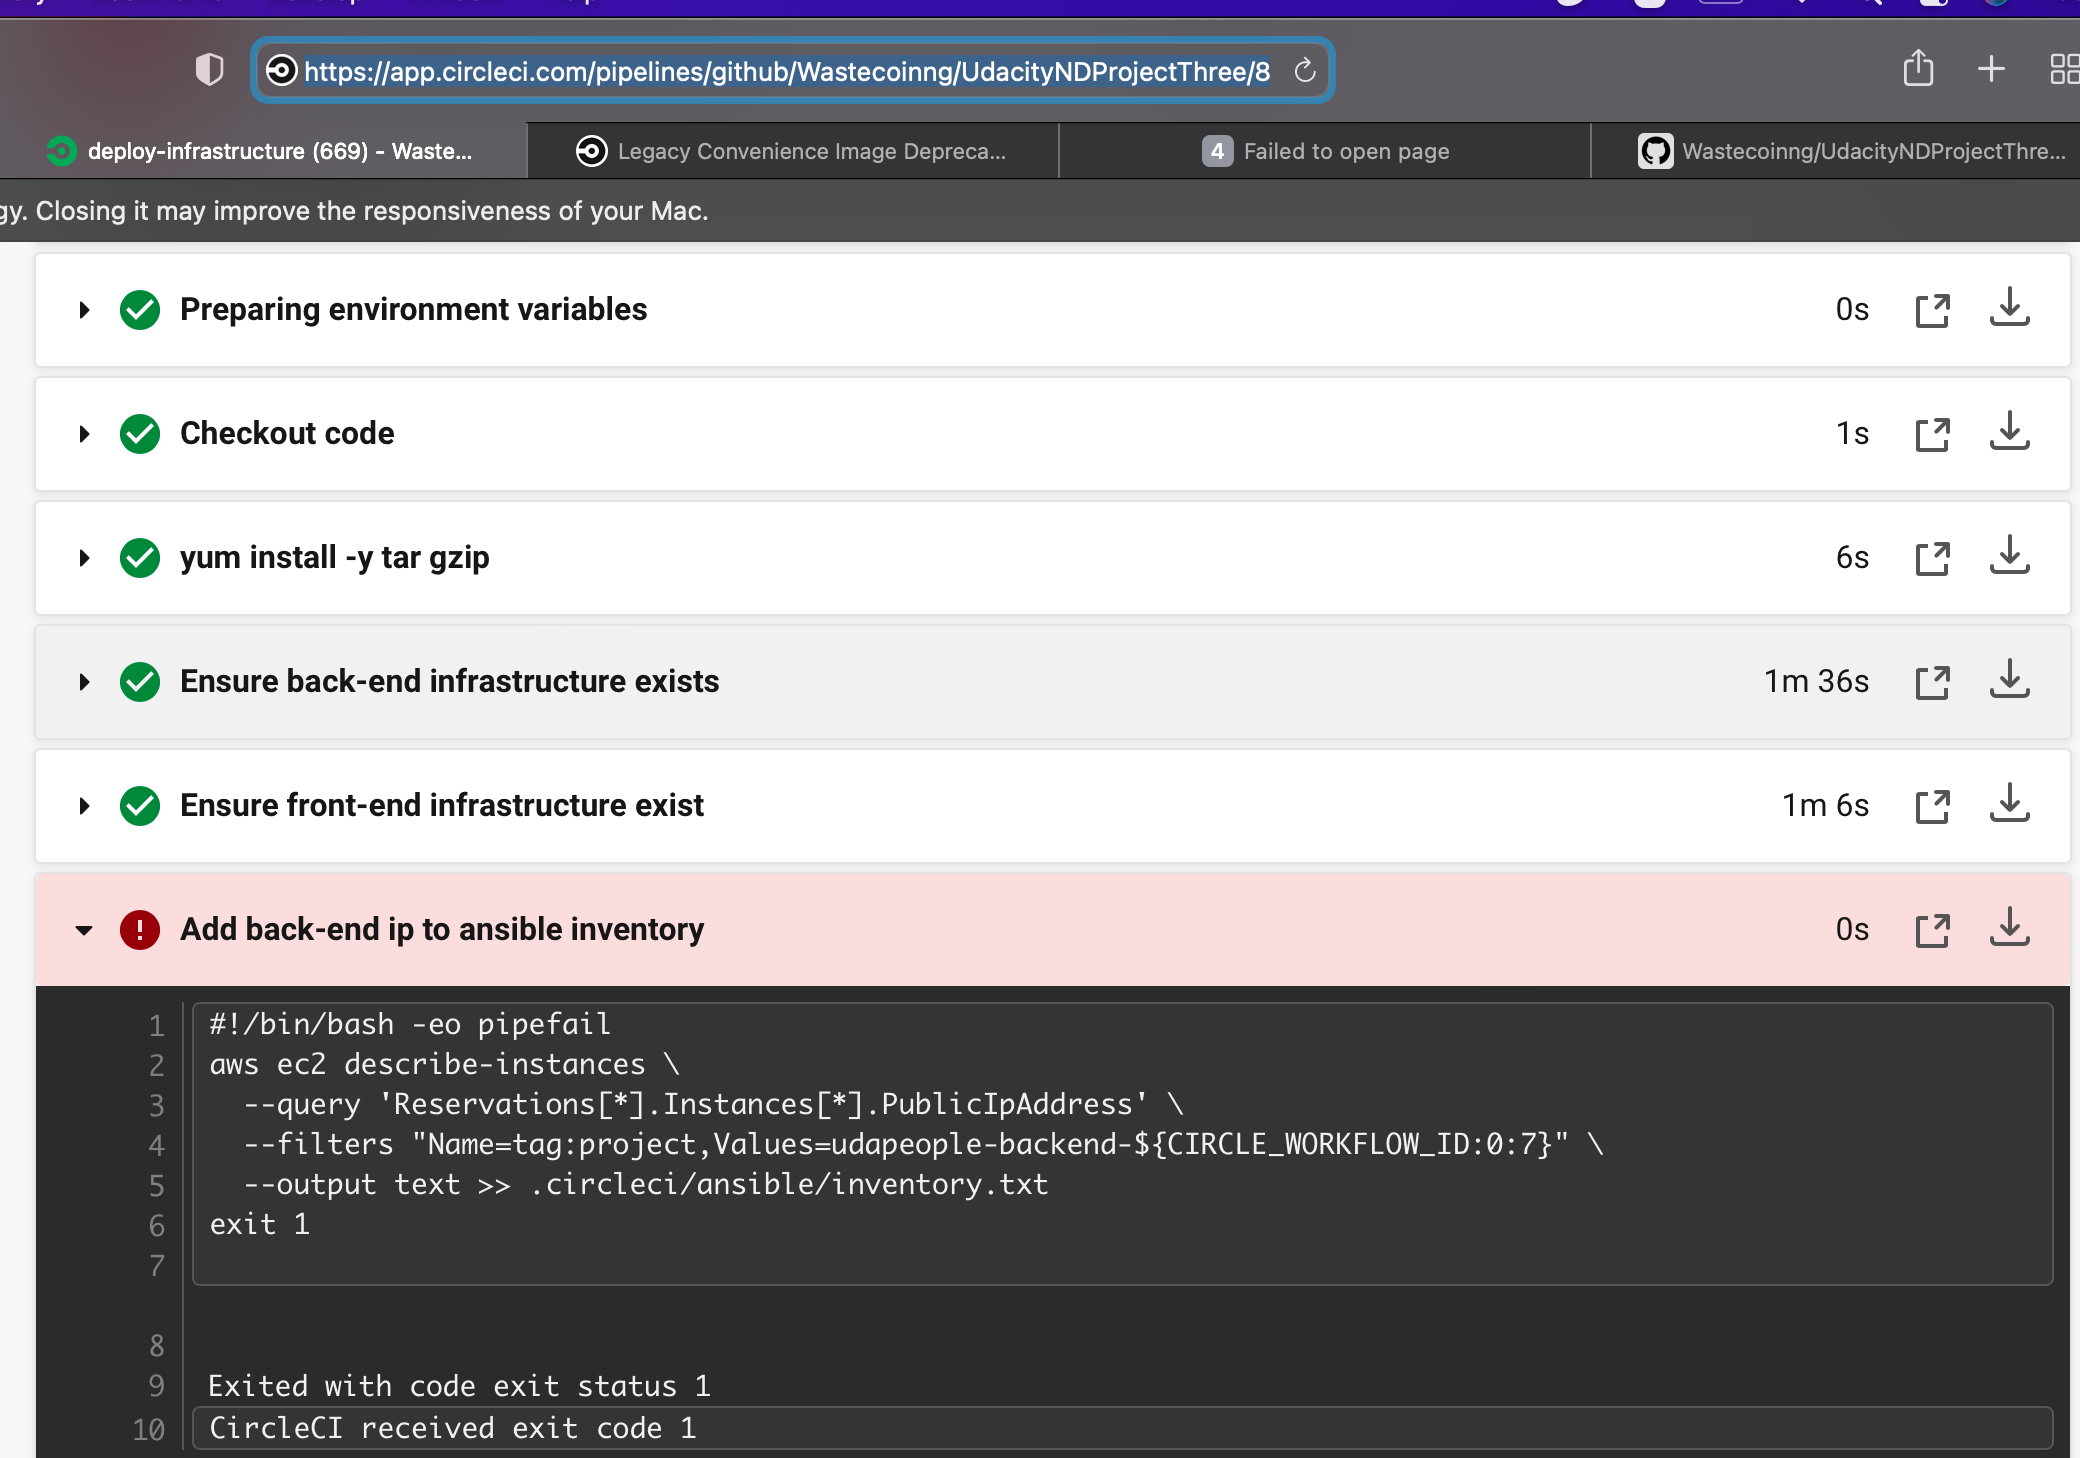 https://app.circleci.com/pipelines/github/Wastecoinng/UdacityNDProjectThree/8
deploy-infrastructure (669) - Waste...
Legacy Convenience Image Depreca...
4 Failed to open page
Wastecoinng/UdacityNDProjectThre...
gy. Closing it may improve the responsiveness of your Mac.
Preparing environment variables 0s
Checkout code 1s
yum install -y tar gzip 6s
Ensure back-end infrastructure exists 1m 36s
Ensure front-end infrastructure exist 1m 6s
! Add back-end ip to ansible inventory 0s
1 #!/bin/bash -eo pipefail
2 aws ec2 describe-instances \
3 --query 'Reservations[*].Instances[*].PublicIpAddress' \
4 --filters "Name=tag:project,Values=udapeople-backend-${CIRCLE_WORKFLOW_ID:0:7}" \
5 --output text >> .circleci/ansible/inventory.txt
6 exit 1
7
8
9 Exited with code exit status 1
10 CircleCI received exit code 1